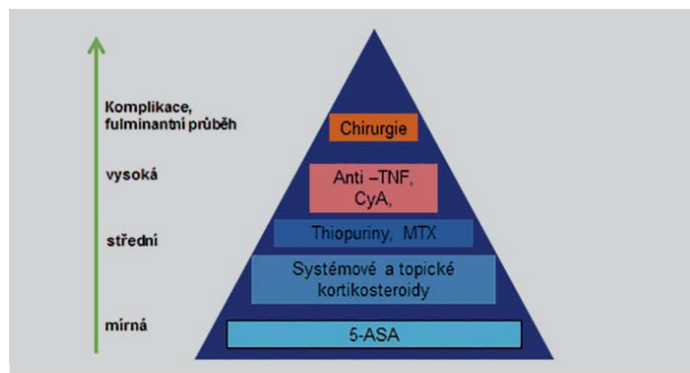 Komplikace,
fulminantní průběh
Chirurgie
vysoká
Anti –TNF,
CyA,
Thiopuriny, MTX
střední
Systémové a topické
kortikosteroidy
mírná
5-ASA